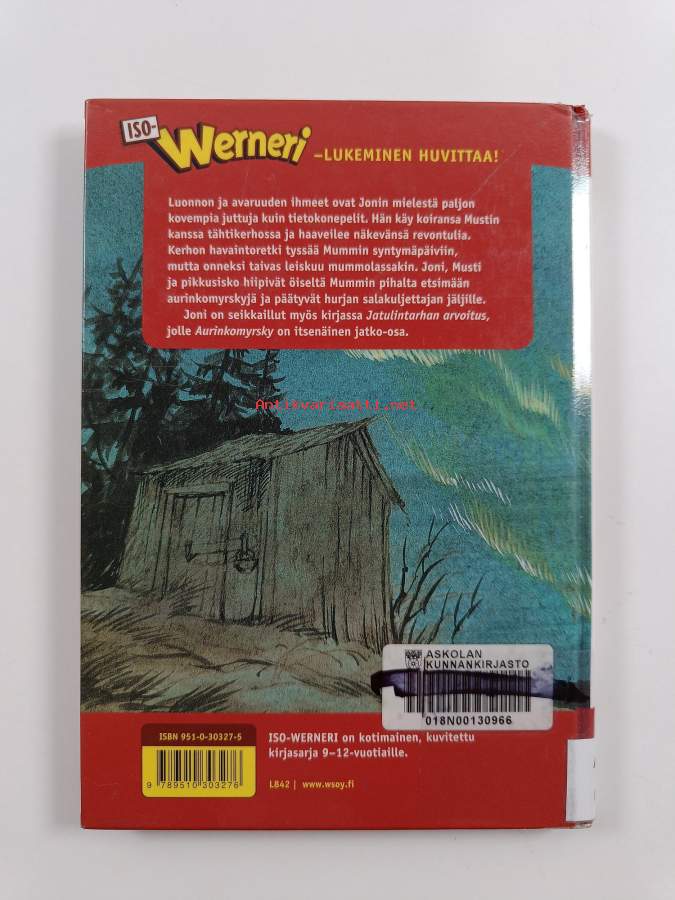 ISO-
Werneri
–LUKEMINEN HUVITTAA!
Luonnon ja avaruuden ihmeet ovat Jonin mielestä paljon
kovempia juttuja kuin tietokonepelit. Hän käy koiransa Mustin
kanssa tähtikerhossa ja haaveilee näkevänsä revontulia.
Kerhon havaintoretki tyssää Mummin syntymäpäiviin,
mutta onneksi taivas leiskuu mummolassakin. Joni, Musti
ja pikkusisko hiipivät öiseltä Mummin pihalta etsimään
aurinkomyrskyjä ja päätyvät hurjan salakuljettajan jäljille.
Joni on seikkaillut myös kirjassa Jatulintarhan arvoitus,
jolle Aurinkomyrsky on itsenäinen jatko-osa.
Antikvariaatti.net
ASKOLAN
KUNNANKIRJASTO
018N00130966
ISBN 951-0-30327-5
9 789510 303276
ISO-WERNERI on kotimainen, kuvitettu
kirjasarja 9–12-vuotiaille.
L842 | www.wsoy.fi